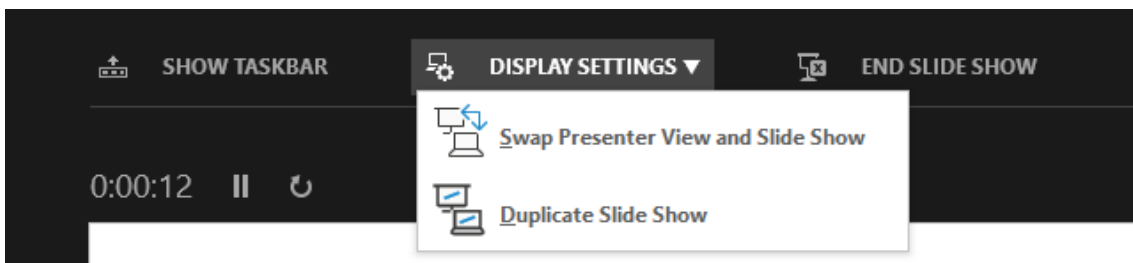 SHOW TASKBAR DISPLAY SETTINGS ▼ END SLIDE SHOW
Swap Presenter View and Slide Show
0:00:12
Duplicate Slide Show